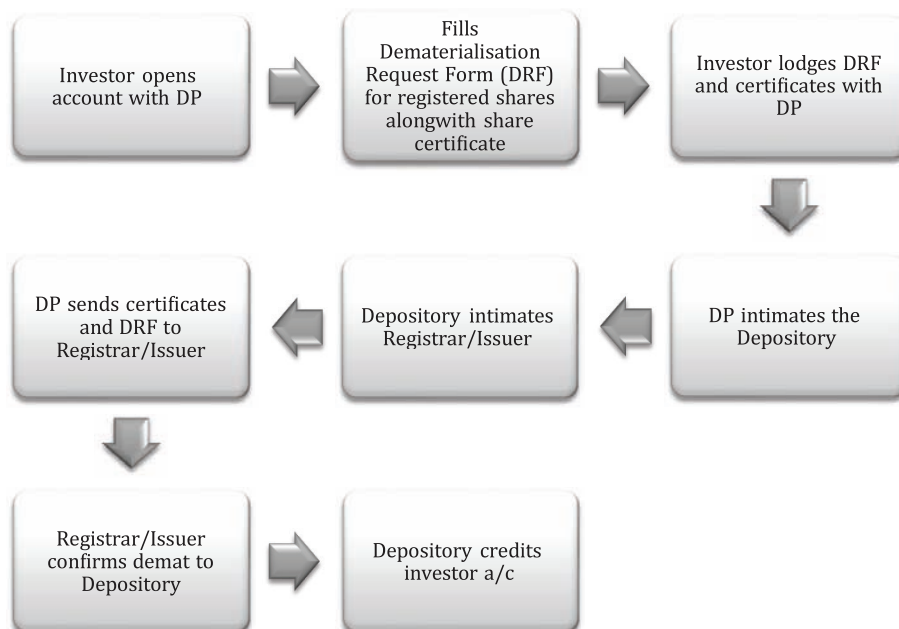 Investor opens
account with DP
Fills
Dematerialisation
Request Form (DRF)
for registered shares
alongwith share
certificate
Investor lodges DRF
and certificates with
DP
DP intimates the
Depository
Depository intimates
Registrar/Issuer
DP sends certificates
and DRF to
Registrar/Issuer
Registrar/Issuer
confirms demat to
Depository
Depository credits
investor a/c